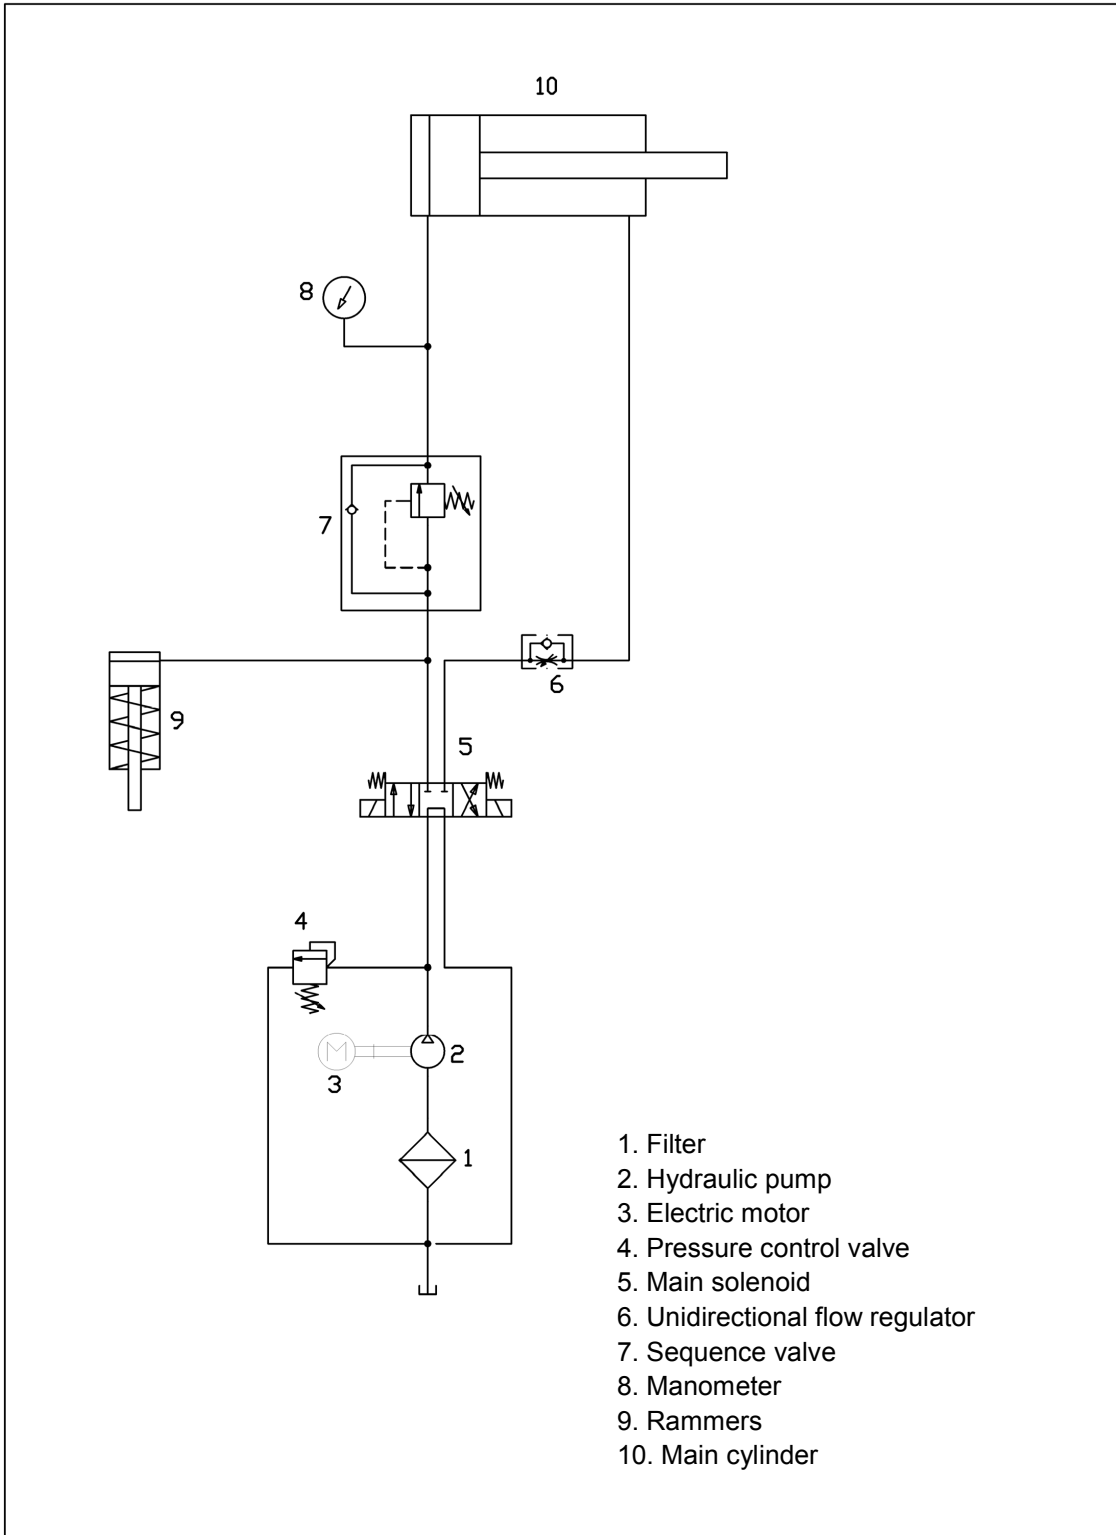 10
8
7
6
9
5
4
M
2
3
1
1. Filter
2. Hydraulic pump
3. Electric motor
4. Pressure control valve
5. Main solenoid
6. Unidirectional flow regulator
7. Sequence valve
8. Manometer
9. Rammers
10. Main cylinder